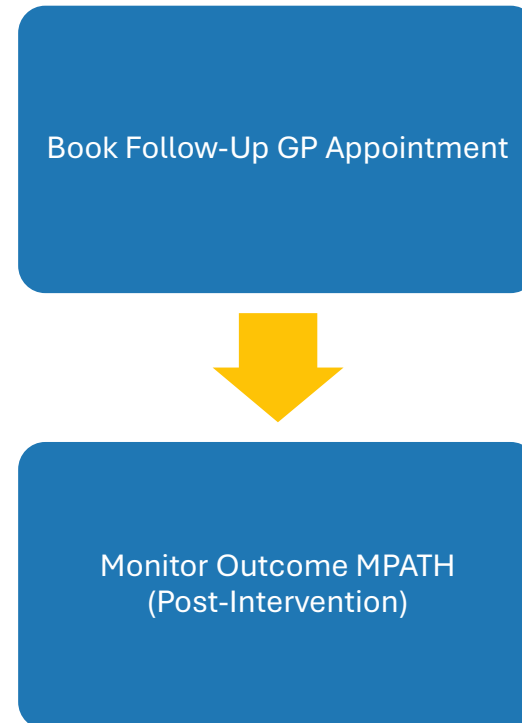 Book Follow-Up GP Appointment
Monitor Outcome MPATH
(Post-Intervention)